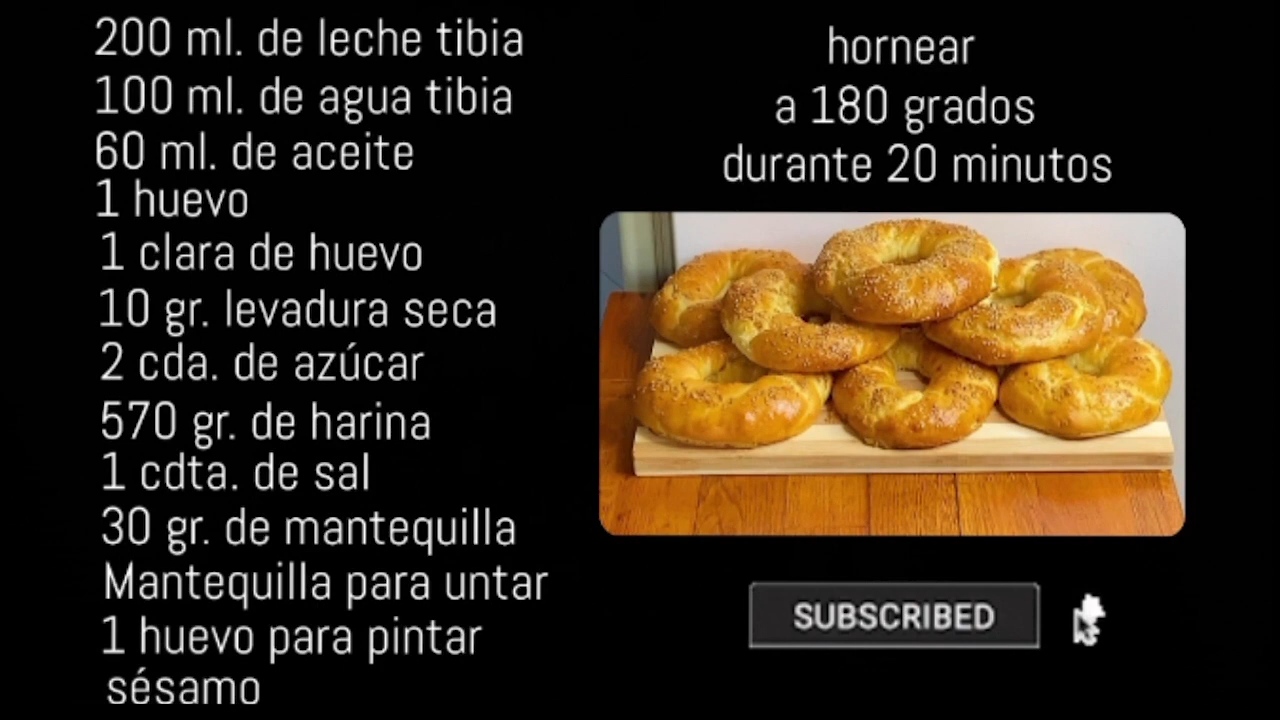 200 ml. de leche tibia
100 ml. de agua tibia
60 ml. de aceite
1 huevo
1 clara de huevo
10 gr. levadura seca
2 cda. de azúcar
570 gr. de harina
1 cdta. de sal
30 gr. de mantequilla
Mantequilla para untar
1 huevo para pintar
sésamo
hornear
a 180 grados
durante 20 minutos
SUBSCRIBED